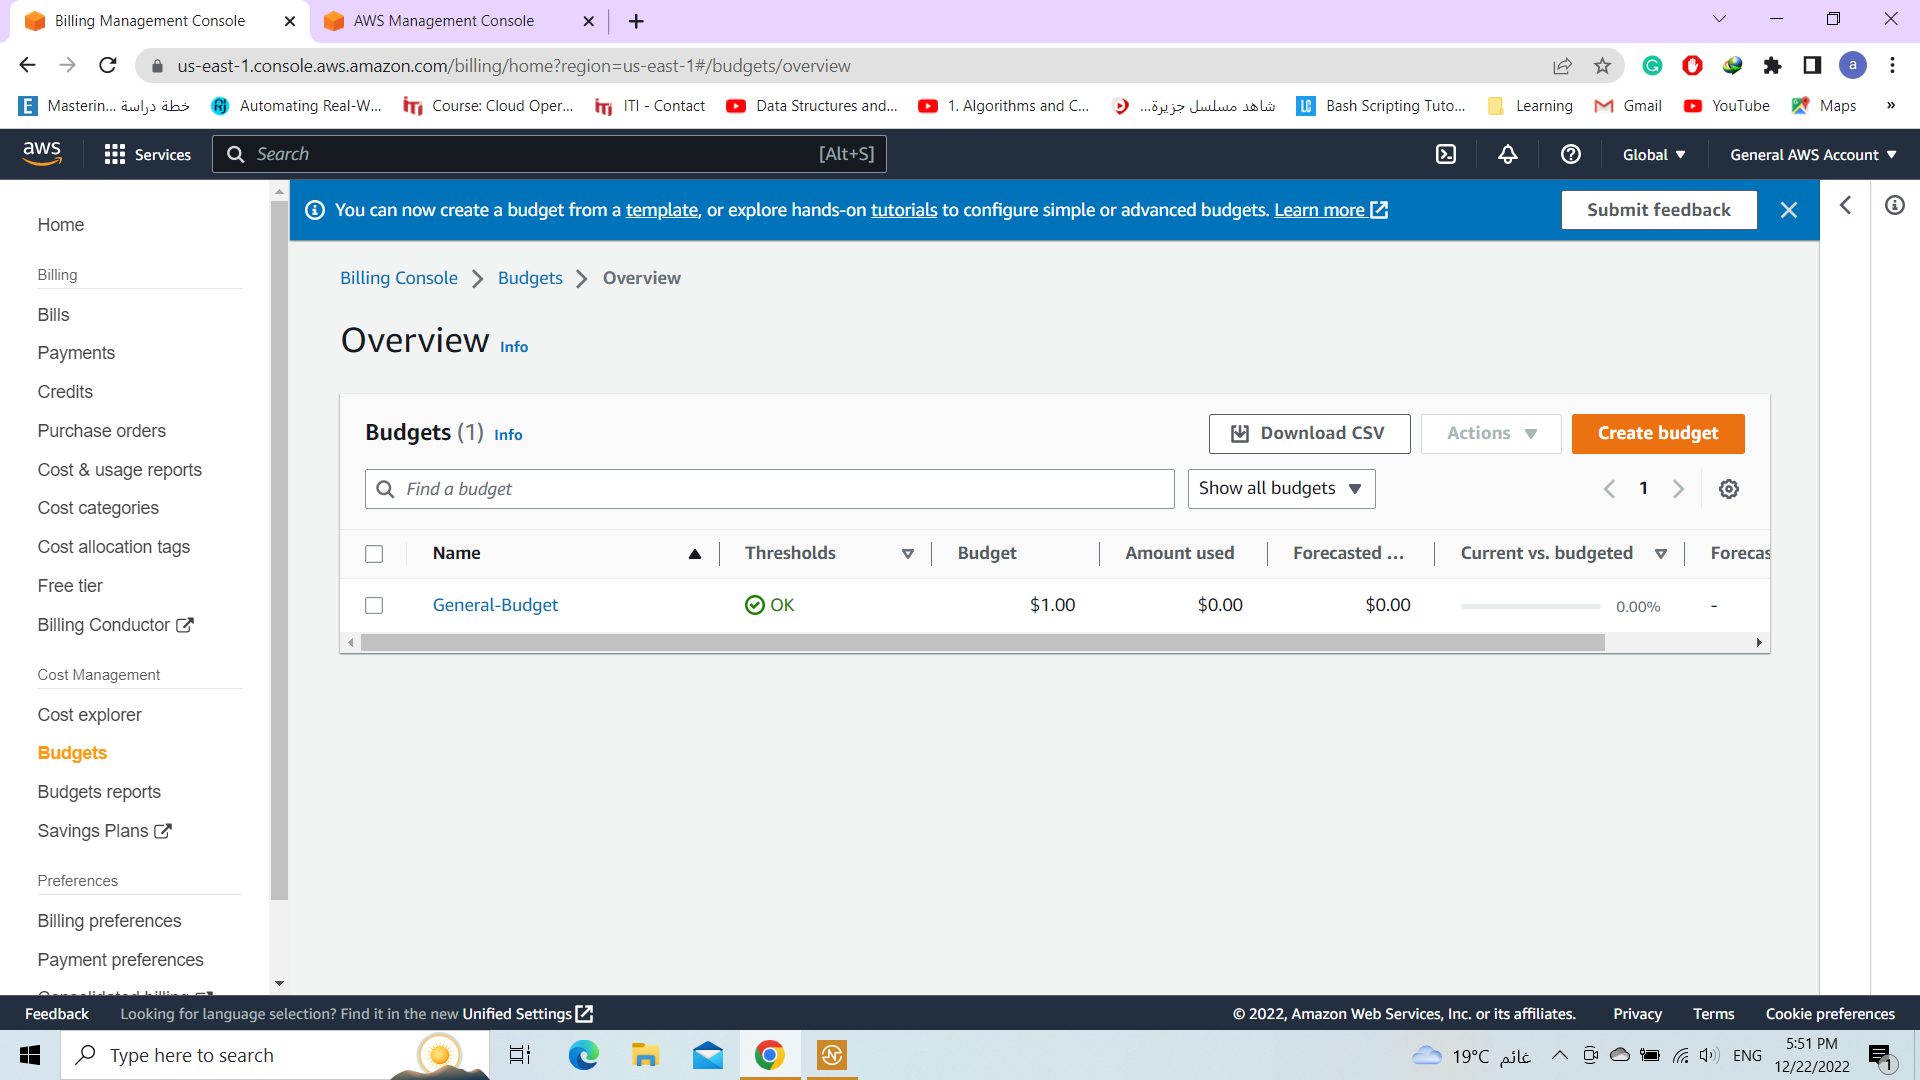 Billing Management Console
AWS Management Console
us-east-1.console.aws.amazon.com/billing/home?region=us-east-1#/budgets/overview
a
Masterin... خطة دراسة
Automating Real-W...
Course: Cloud Oper...
ITI - Contact
Data Structures and...
1. Algorithms and C...
شاهد مسلسل جزيرة...
LC Bash Scripting Tuto...
Learning
Gmail
YouTube
Maps
»
aws
Services
Search
[Alt+S]
Global
General AWS Account
You can now create a budget from a template, or explore hands-on tutorials to configure simple or advanced budgets. Learn more
Submit feedback
Home
Billing
Bills
Payments
Credits
Purchase orders
Cost & usage reports
Cost categories
Cost allocation tags
Free tier
Billing Conductor
Cost Management
Cost explorer
Budgets
Budgets reports
Savings Plans
Preferences
Billing preferences
Payment preferences
Consolidated billing
Billing Console > Budgets > Overview
Overview Info
Budgets (1) Info
Download CSV
Actions
Create budget
Find a budget
Show all budgets
1
Name
Thresholds
Budget
Amount used
Forecasted ...
Current vs. budgeted
Forecas
General-Budget
OK
$1.00
$0.00
$0.00
0.00%
-
Feedback
Looking for language selection? Find it in the new Unified Settings
© 2022, Amazon Web Services, Inc. or its affiliates.
Privacy
Terms
Cookie preferences
Type here to search
19°C غائم
ENG
5:51 PM
12/22/2022
1